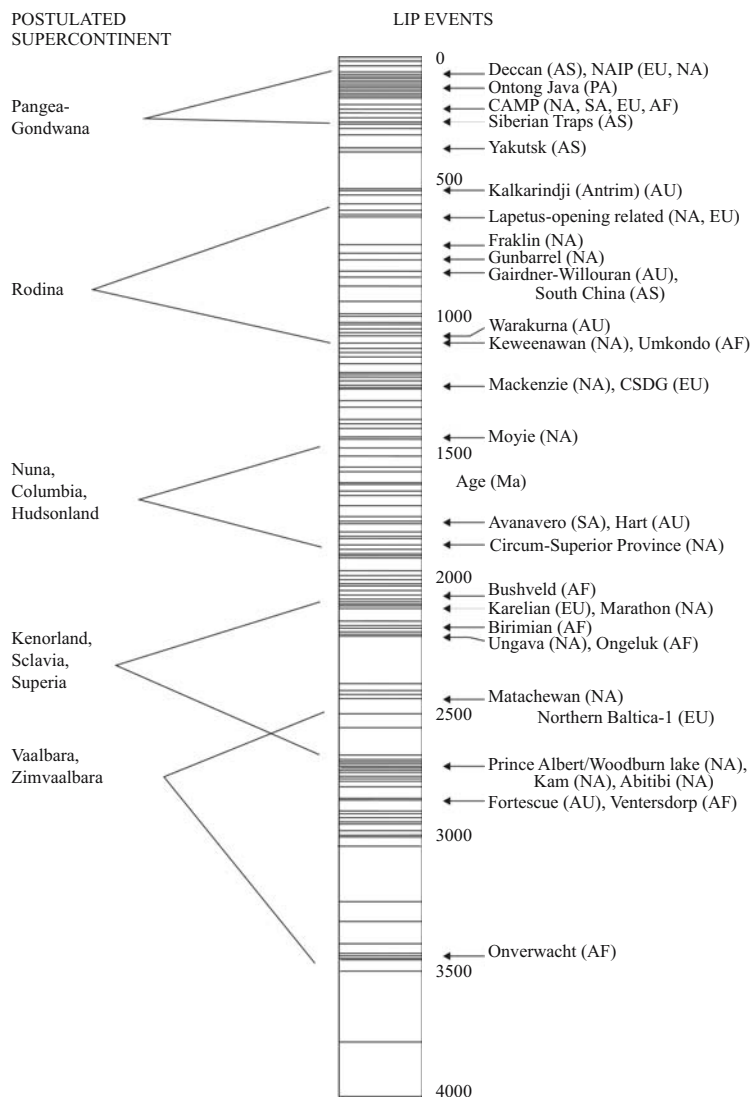 POSTULATED
SUPERCONTINENT
LIP EVENTS
Pangea-
Gondwana
Rodina
Nuna,
Columbia,
Hudsonland
Kenorland,
Sclavia,
Superia
Vaalbara,
Zimvaalbara
0
Deccan (AS), NAIP (EU, NA)
Ontong Java (PA)
CAMP (NA, SA, EU, AF)
Siberian Traps (AS)
Yakutsk (AS)
500
Kalkarindji (Antrim) (AU)
Lapetus-opening related (NA, EU)
Fraklin (NA)
Gunbarrel (NA)
Gairdner-Willouran (AU),
South China (AS)
1000
Warakurna (AU)
Keweenawan (NA), Umkondo (AF)
Mackenzie (NA), CSDG (EU)
Moyie (NA)
1500
Age (Ma)
Avanavero (SA), Hart (AU)
Circum-Superior Province (NA)
2000
Bushveld (AF)
Karelian (EU), Marathon (NA)
Birimian (AF)
Ungava (NA), Ongeluk (AF)
Matachewan (NA)
2500
Northern Baltica-1 (EU)
Prince Albert/Woodburn lake (NA),
Kam (NA), Abitibi (NA)
Fortescue (AU), Ventersdorp (AF)
3000
Onverwacht (AF)
3500
4000